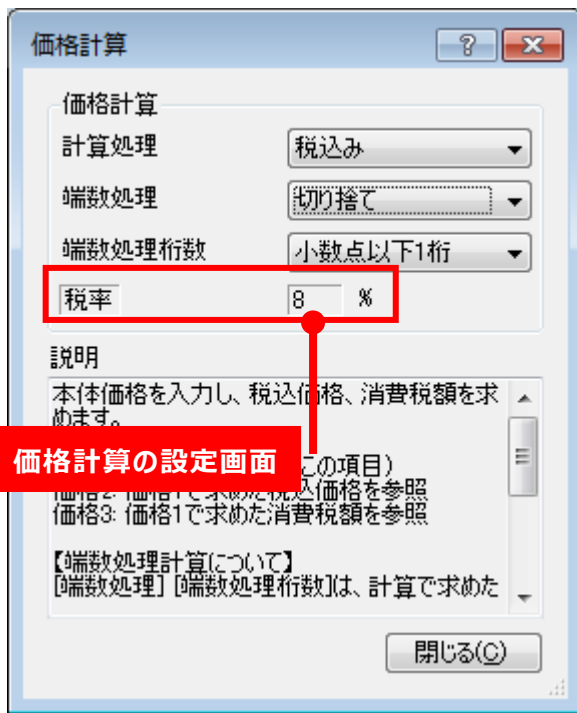 価格計算
価格計算
計算処理 税込み
端数処理 切り捨て
端数処理桁数 小数点以下1桁
税率 8 %
説明
本体価格を入力し、税込価格、消費税額を求
めます。
価格計算の設定画面
この項目)
価格2: 価格1で求めた税込価格を参照
価格3: 価格1で求めた消費税額を参照
【端数処理計算について】
[端数処理] [端数処理桁数]は、計算で求めた
閉じる(C)